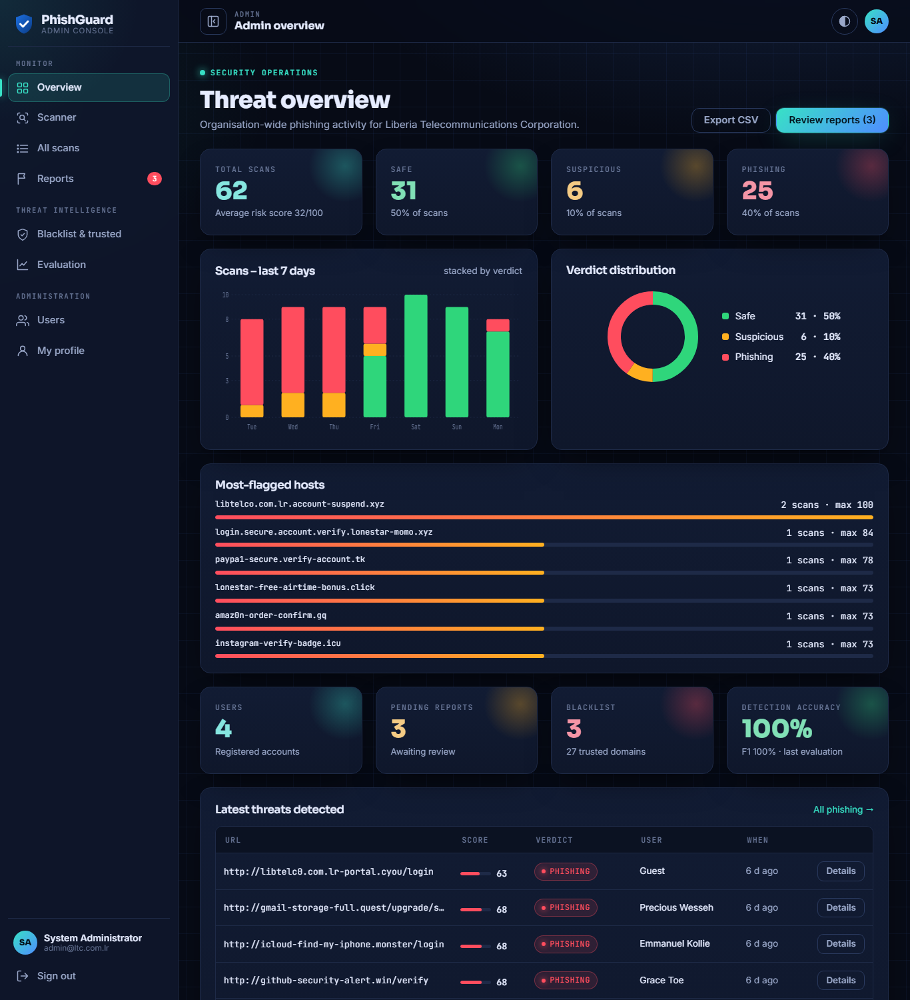 PhishGuard
ADMIN CONSOLE
MONITOR
Overview
Scanner
All scans
Reports
3
THREAT INTELLIGENCE
Blacklist & trusted
Evaluation
ADMINISTRATION
Users
My profile
SA
System Administrator
admin@ltc.com.lr
Sign out
ADMIN
Admin overview
SA
SECURITY OPERATIONS
Threat overview
Organisation-wide phishing activity for Liberia Telecommunications Corporation.
Export CSV
Review reports (3)
TOTAL SCANS
62
Average risk score 32/100
SAFE
31
50% of scans
SUSPICIOUS
6
10% of scans
PHISHING
25
40% of scans
Scans – last 7 days
stacked by verdict
10
8
5
3
0
Tue Wed Thu Fri Sat Sun Mon
Verdict distribution
Safe 31 · 50%
Suspicious 6 · 10%
Phishing 25 · 40%
Most-flagged hosts
libtelco.com.lr.account-suspend.xyz 2 scans · max 100
login.secure.account.verify.lonestar-momo.xyz 1 scans · max 84
paypa1-secure.verify-account.tk 1 scans · max 78
lonestar-free-airtime-bonus.click 1 scans · max 73
amaz0n-order-confirm.gq 1 scans · max 73
instagram-verify-badge.icu 1 scans · max 73
USERS
4
Registered accounts
PENDING REPORTS
3
Awaiting review
BLACKLIST
3
27 trusted domains
DETECTION ACCURACY
100%
F1 100% · last evaluation
Latest threats detected
All phishing →
URL SCORE VERDICT USER WHEN
http://libtelc0.com.lr-portal.cyou/login 63 PHISHING Guest 6 d ago Details
http://gmail-storage-full.quest/upgrade/s… 68 PHISHING Precious Wesseh 6 d ago Details
http://icloud-find-my-iphone.monster/login 68 PHISHING Emmanuel Kollie 6 d ago Details
http://github-security-alert.win/verify 68 PHISHING Grace Toe 6 d ago Details